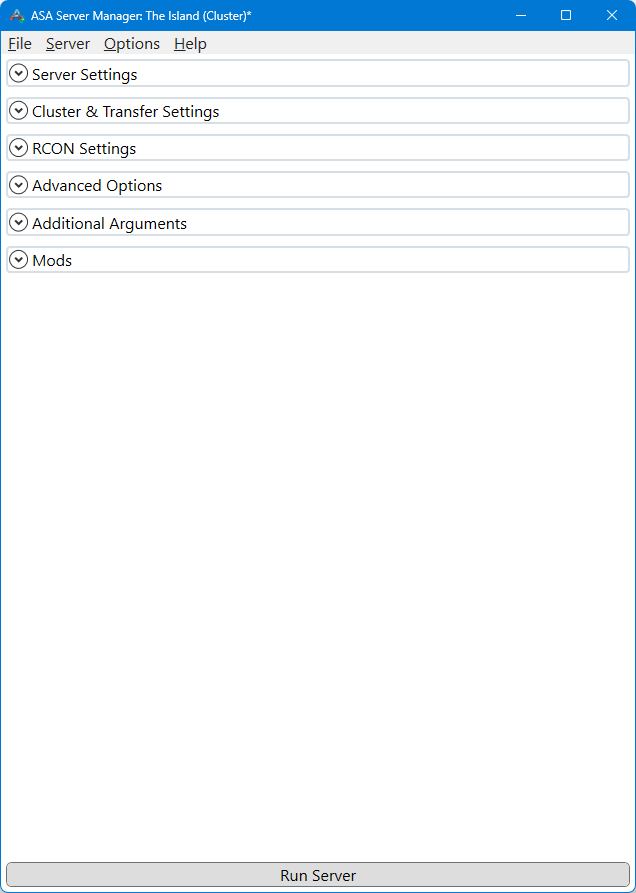 ASA Server Manager: The Island (Cluster)*
File Server Options Help
Server Settings
Cluster & Transfer Settings
RCON Settings
Advanced Options
Additional Arguments
Mods
Run Server